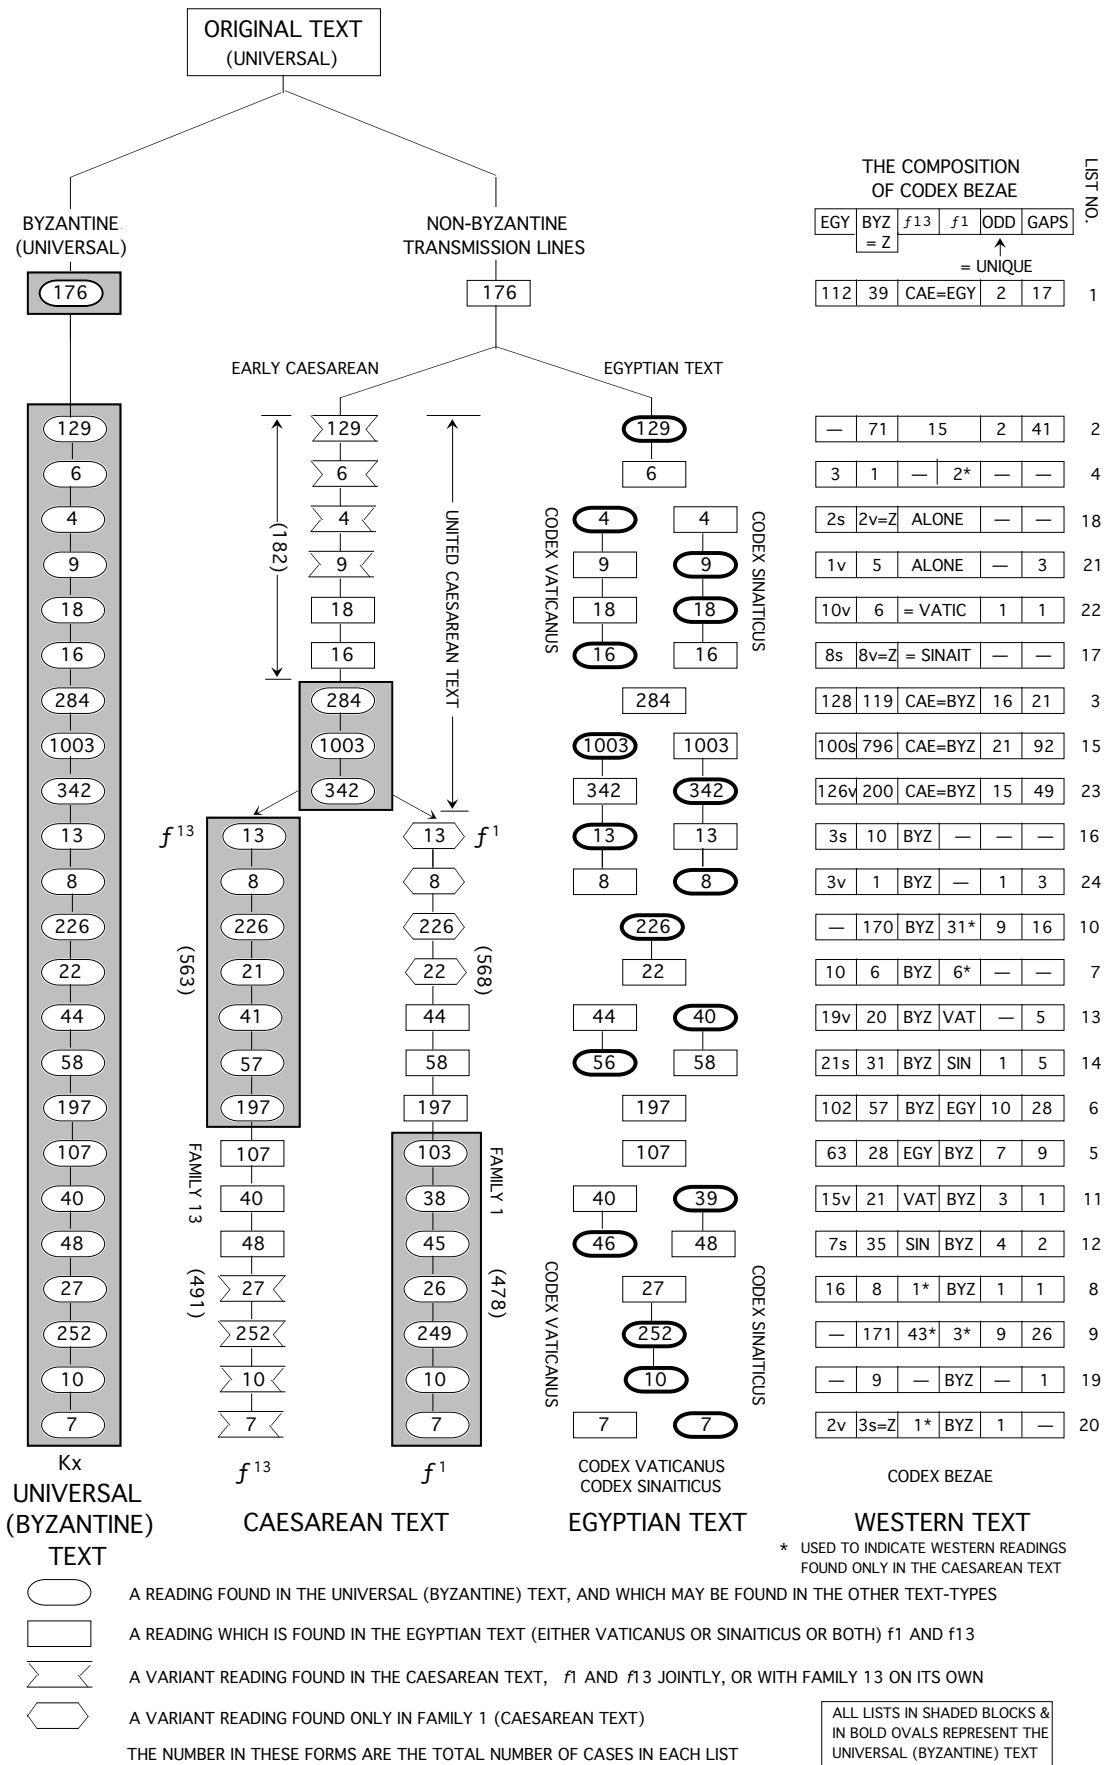 ORIGINAL TEXT
(UNIVERSAL)
THE COMPOSITION
OF CODEX BEZAE
LIST NO.
EGY BYZ = Z f13 f1 ODD GAPS
= UNIQUE
BYZANTINE
(UNIVERSAL)
NON-BYZANTINE
TRANSMISSION LINES
176 176 112 39 CAE=EGY 2 17 1
EARLY CAESAREAN EGYPTIAN TEXT
129 129 129 — 71 15 2 41 2
6 6 6 3 1 — 2* — — 4
4 4 4 4 2s 2v=Z ALONE — — 18
9 9 9 9 1v 5 ALONE — 3 21
18 18 18 18 10v 6 = VATIC 1 1 22
16 16 16 16 8s 8v=Z = SINAIT — — 17
(182)
UNITED CAESAREAN TEXT
CODEX VATICANUS
CODEX SINAITICUS
284 284 284 128 119 CAE=BYZ 16 21 3
1003 1003 1003 1003 100s 796 CAE=BYZ 21 92 15
342 342 342 342 126v 200 CAE=BYZ 15 49 23
f13 13 13 13 f1 13 13 3s 10 BYZ — — — 16
8 8 8 8 8 3v 1 BYZ — 1 3 24
226 226 226 226 — 170 BYZ 31* 9 16 10
22 21 22 22 10 6 BYZ 6* — — 7
(563)
(568)
44 41 44 44 40 19v 20 BYZ VAT — 5 13
58 57 58 56 58 21s 31 BYZ SIN 1 5 14
197 197 197 197 102 57 BYZ EGY 10 28 6
107 107 103 107 63 28 EGY BYZ 7 9 5
40 40 38 40 39 15v 21 VAT BYZ 3 1 11
48 48 45 46 48 7s 35 SIN BYZ 4 2 12
FAMILY 13
FAMILY 1
27 27 26 27 16 8 1* BYZ 1 1 8
252 252 249 252 — 171 43* 3* 9 26 9
10 10 10 10 — 9 — BYZ — 1 19
7 7 7 7 7 2v 3s=Z 1* BYZ 1 — 20
(491)
(478)
CODEX VATICANUS
CODEX SINAITICUS
Kx
UNIVERSAL
(BYZANTINE)
TEXT
f13 f1
CAESAREAN TEXT
CODEX VATICANUS
CODEX SINAITICUS
EGYPTIAN TEXT
CODEX BEZAE
WESTERN TEXT
* USED TO INDICATE WESTERN READINGS
FOUND ONLY IN THE CAESAREAN TEXT
A READING FOUND IN THE UNIVERSAL (BYZANTINE) TEXT, AND WHICH MAY BE FOUND IN THE OTHER TEXT-TYPES
A READING WHICH IS FOUND IN THE EGYPTIAN TEXT (EITHER VATICANUS OR SINAITICUS OR BOTH) f1 AND f13
A VARIANT READING FOUND IN THE CAESAREAN TEXT, f1 AND f13 JOINTLY, OR WITH FAMILY 13 ON ITS OWN
A VARIANT READING FOUND ONLY IN FAMILY 1 (CAESAREAN TEXT)
THE NUMBER IN THESE FORMS ARE THE TOTAL NUMBER OF CASES IN EACH LIST
ALL LISTS IN SHADED BLOCKS &
IN BOLD OVALS REPRESENT THE
UNIVERSAL (BYZANTINE) TEXT